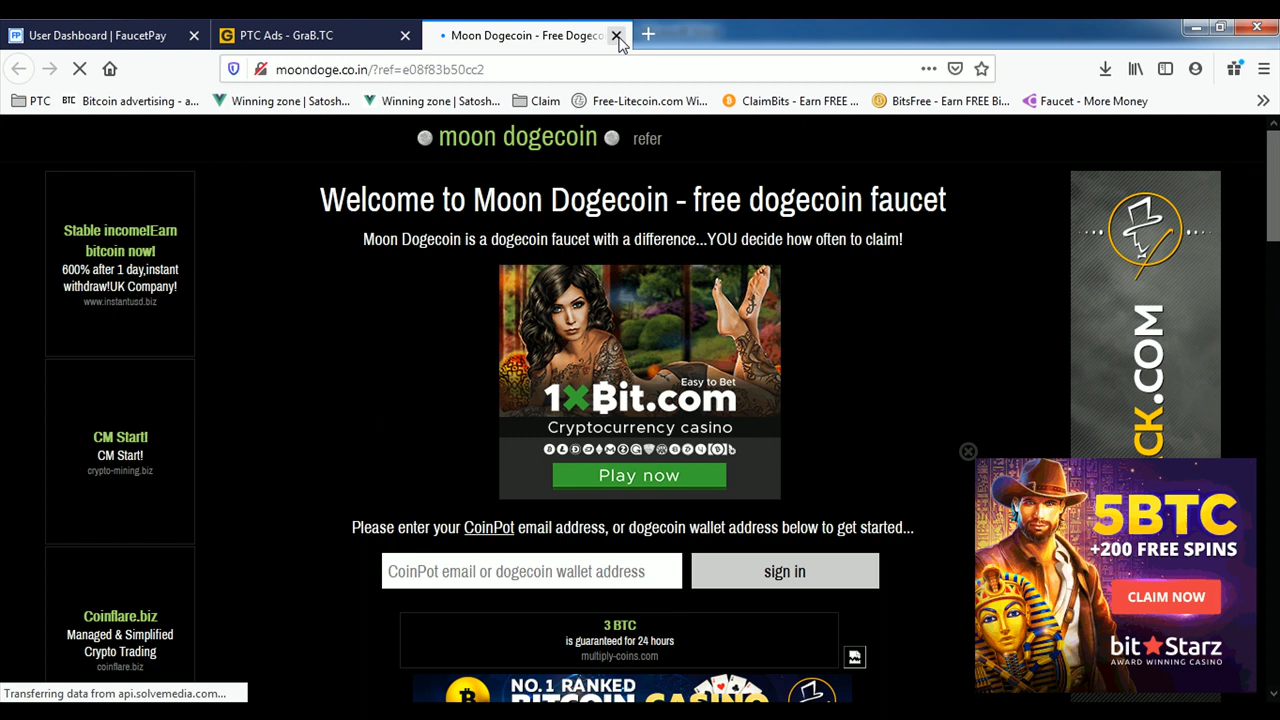 User Dashboard | FaucetPay
PTC Ads - GraB.TC
Moon Dogecoin - Free Dogeco
moondoge.co.in/?ref=e08f83b50cc2
PTC
BTC Bitcoin advertising - a...
Winning zone | Satosh...
Winning zone | Satosh...
Claim
Free-Litecoin.com Wi...
ClaimBits - Earn FREE ...
BitsFree - Earn FREE Bi...
Faucet - More Money
moon dogecoin
refer
Welcome to Moon Dogecoin - free dogecoin faucet
Moon Dogecoin is a dogecoin faucet with a difference...YOU decide how often to claim!
Stable income!Earn
bitcoin now!
600% after 1 day,instant
withdraw!UK Company!
www.instantusd.biz
CM Start!
CM Start!
crypto-mining.biz
Coinflare.biz
Managed & Simplified
Crypto Trading
coinflare.biz
Easy to Bet
1xBit.com
Cryptocurrency casino
Play now
Please enter your CoinPot email address, or dogecoin wallet address below to get started...
CoinPot email or dogecoin wallet address
sign in
3 BTC
is guaranteed for 24 hours
multiply-coins.com
NO.1 RANKED
CK.COM
5BTC
+200 FREE SPINS
CLAIM NOW
bitStarz
AWARD WINNING CASINO
Transferring data from api.solvemedia.com...